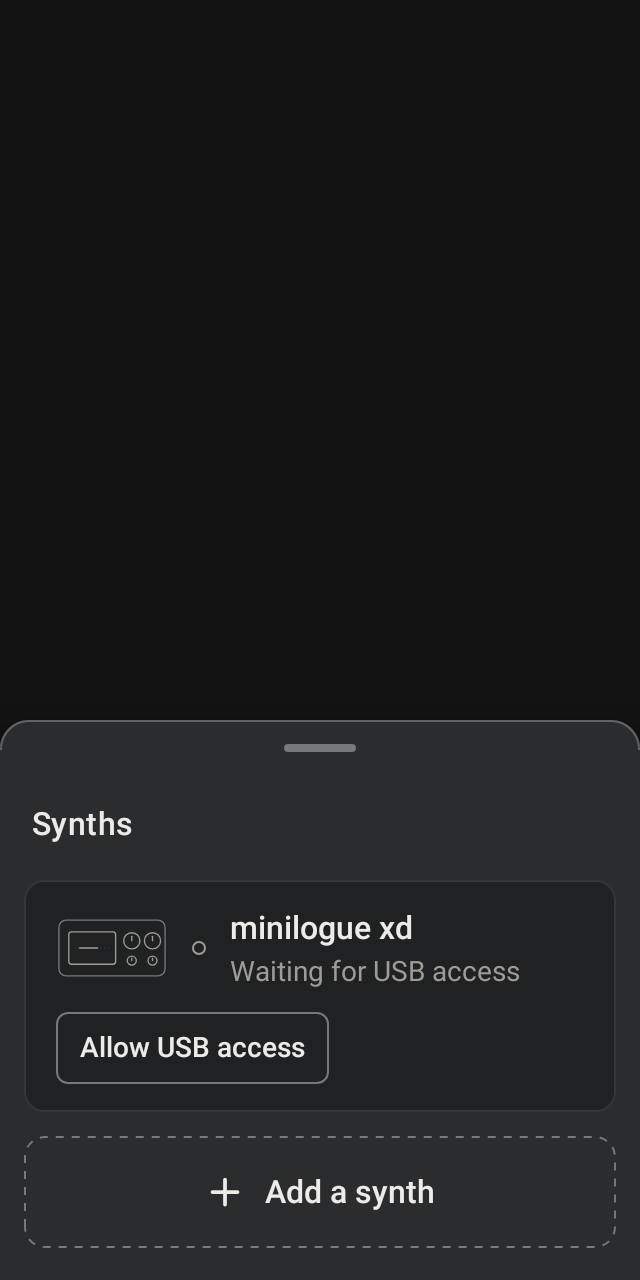 Synths
minilogue xd
Waiting for USB access
Allow USB access
Add a synth